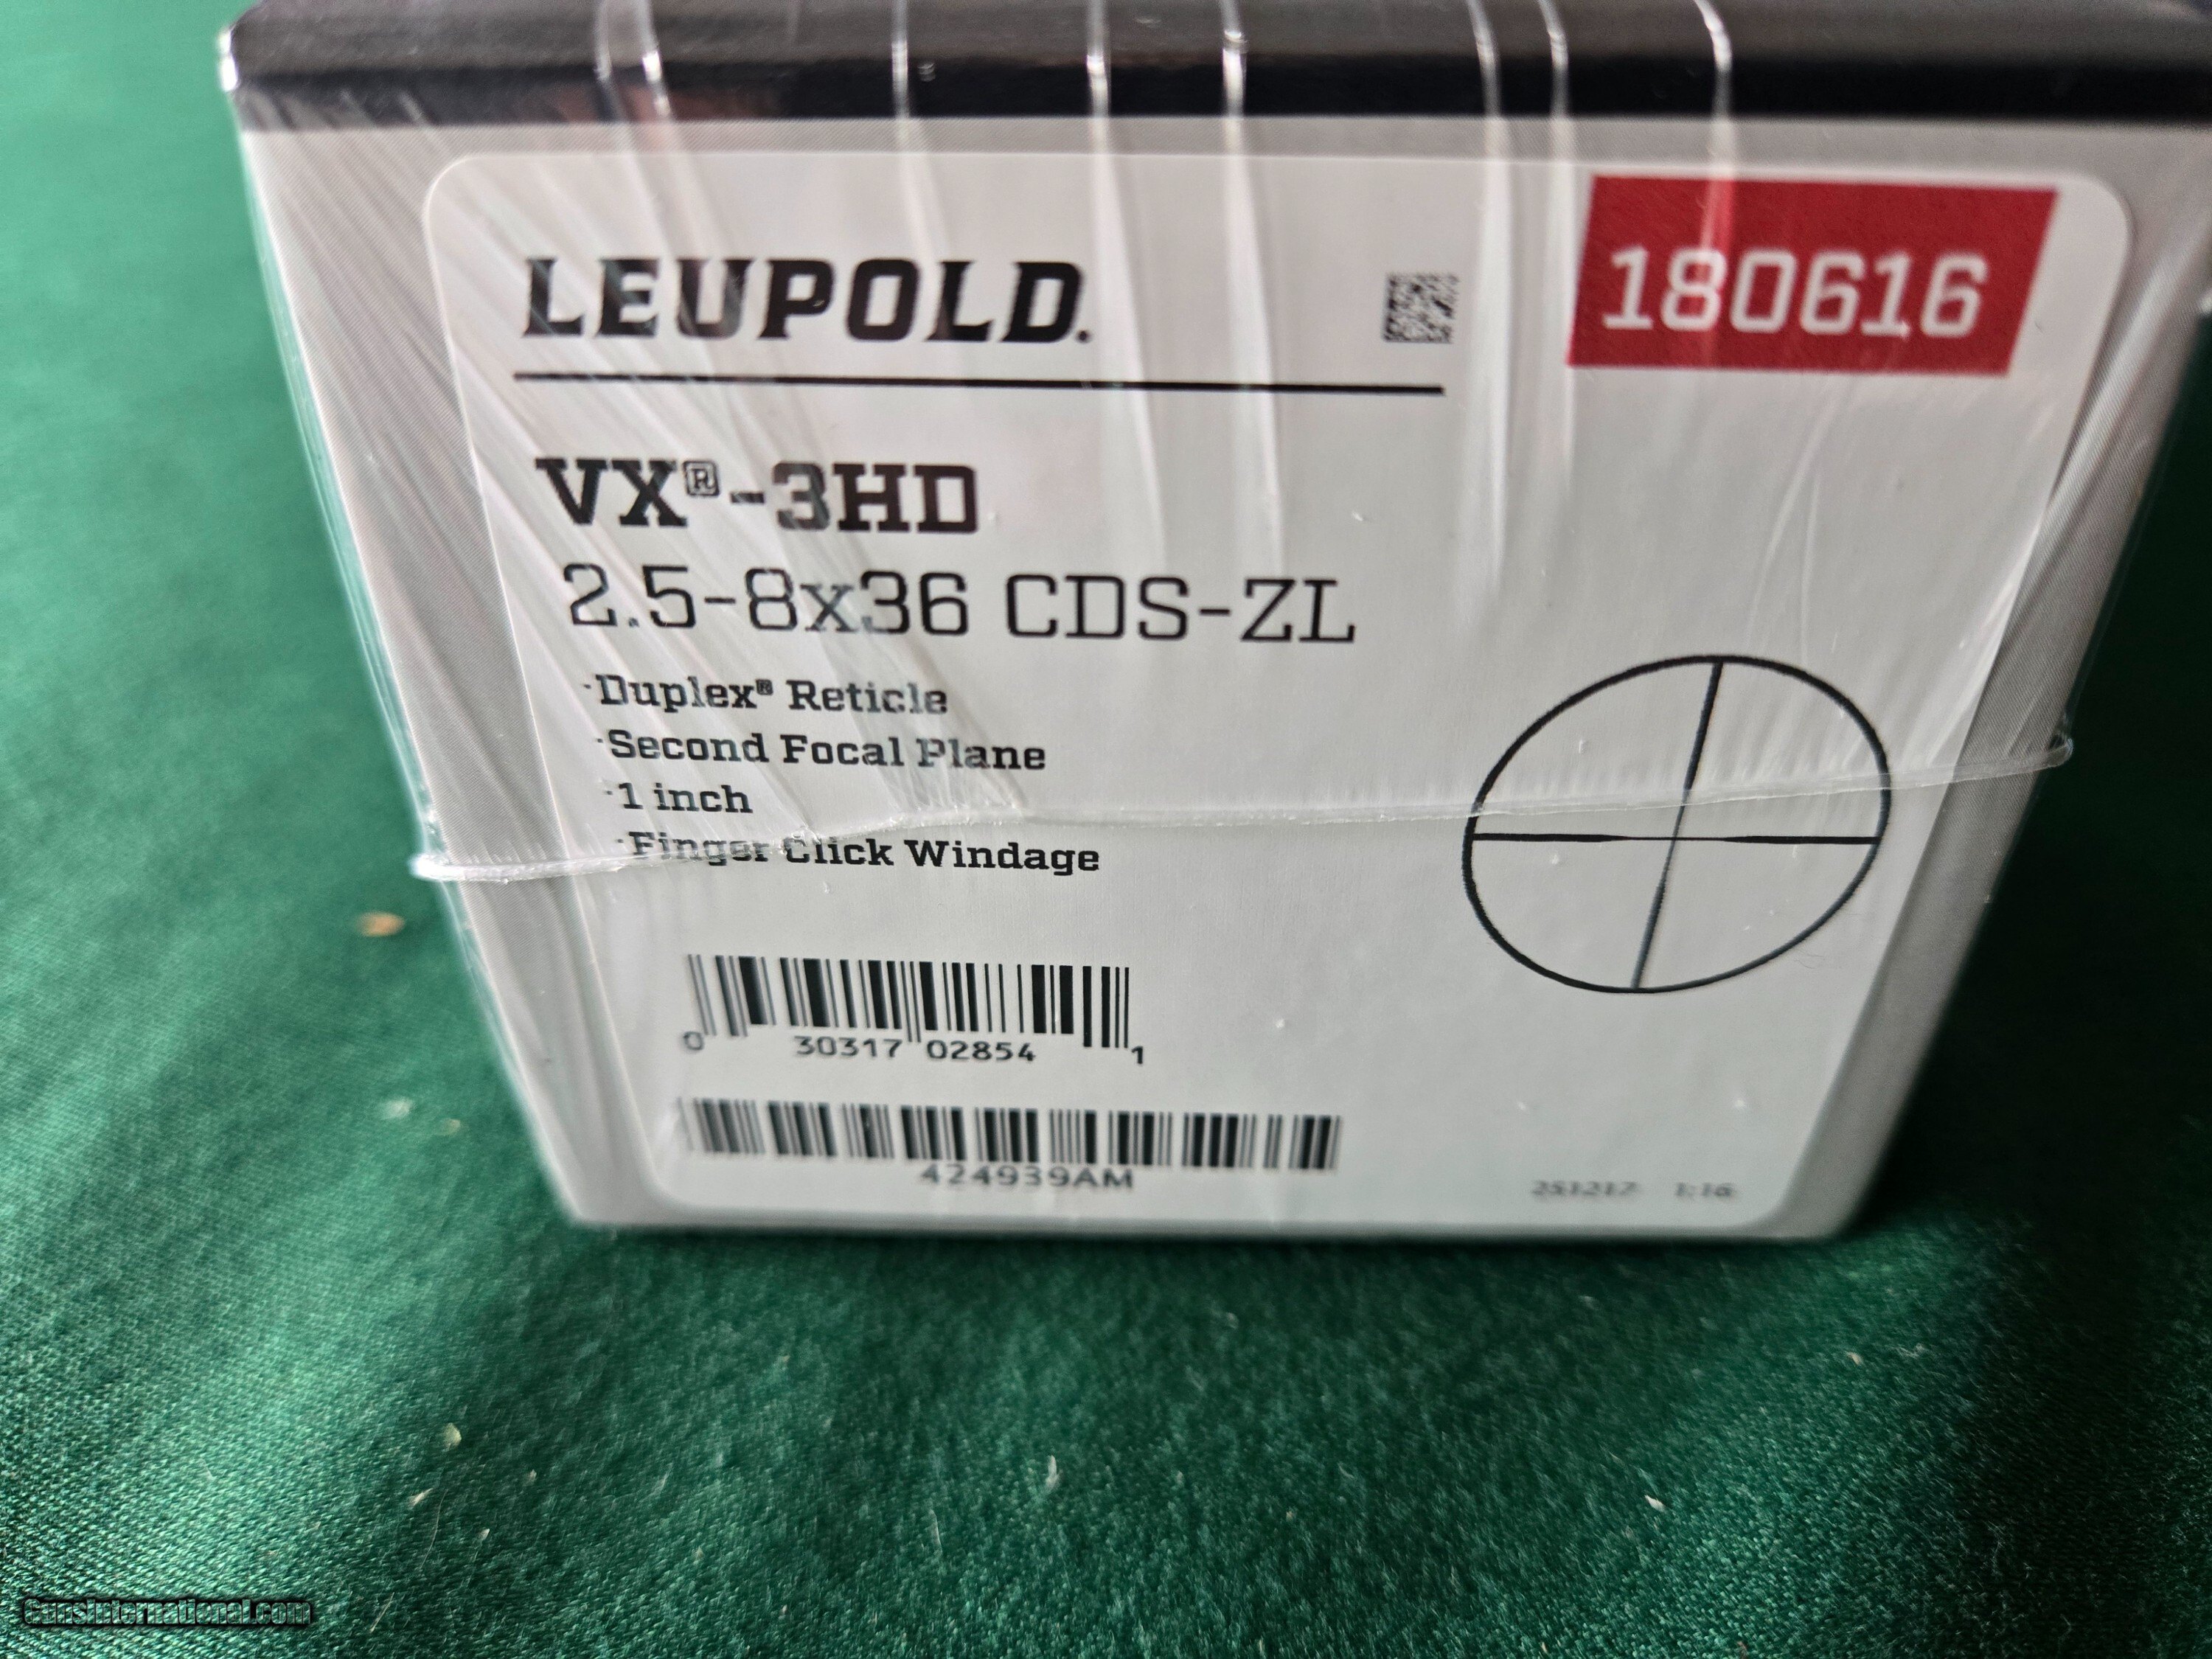 LEUPOLD.
180616
VX®-3HD
2.5-8x36 CDS-ZL
·Duplex® Reticle
·Second Focal Plane
·1 inch
·Finger Click Windage
0 30317 02854 1
424939AM
251217 1:16
GunsInternational.com